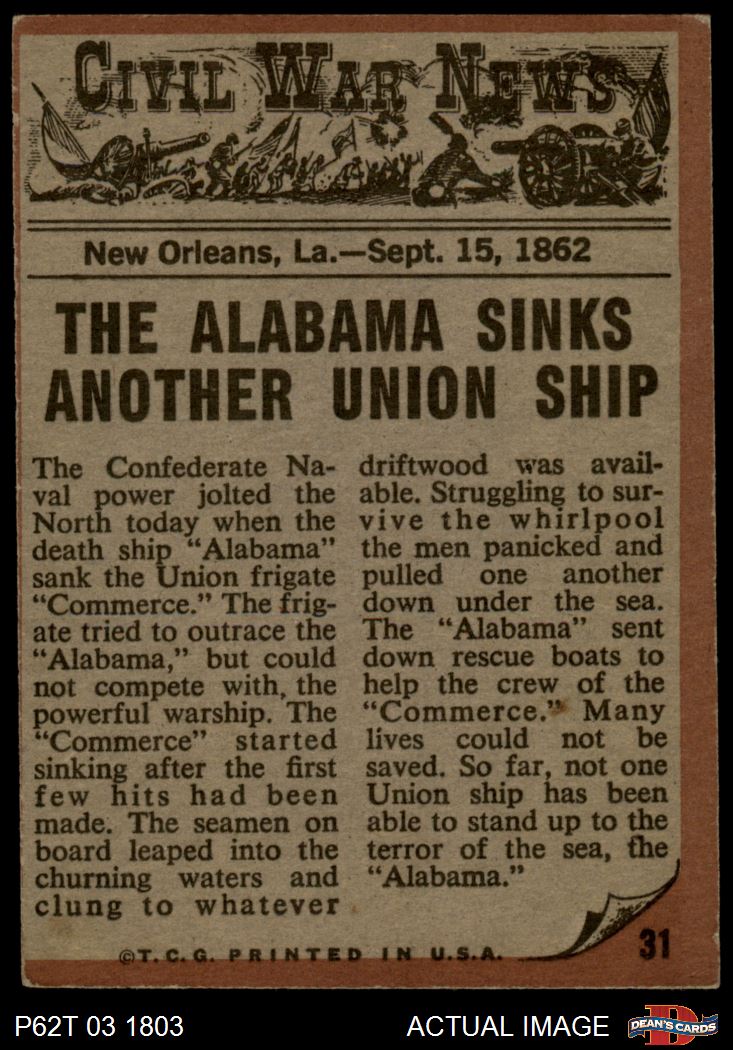 CIVIL WAR NEWS
New Orleans, La.—Sept. 15, 1862
THE ALABAMA SINKS
ANOTHER UNION SHIP
The Confederate Na-
val power jolted the
North today when the
death ship "Alabama"
sank the Union frigate
"Commerce." The frig-
ate tried to outrace the
"Alabama," but could
not compete with, the
powerful warship. The
"Commerce" started
sinking after the first
few hits had been
made. The seamen on
board leaped into the
churning waters and
clung to whatever
driftwood was avail-
able. Struggling to sur-
vive the whirlpool
the men panicked and
pulled one another
down under the sea.
The "Alabama" sent
down rescue boats to
help the crew of the
"Commerce." Many
lives could not be
saved. So far, not one
Union ship has been
able to stand up to the
terror of the sea, the
"Alabama."
©T.C.G. PRINTED IN U.S.A.
31
P62T 03 1803
ACTUAL IMAGE
D
DEAN'S CARDS